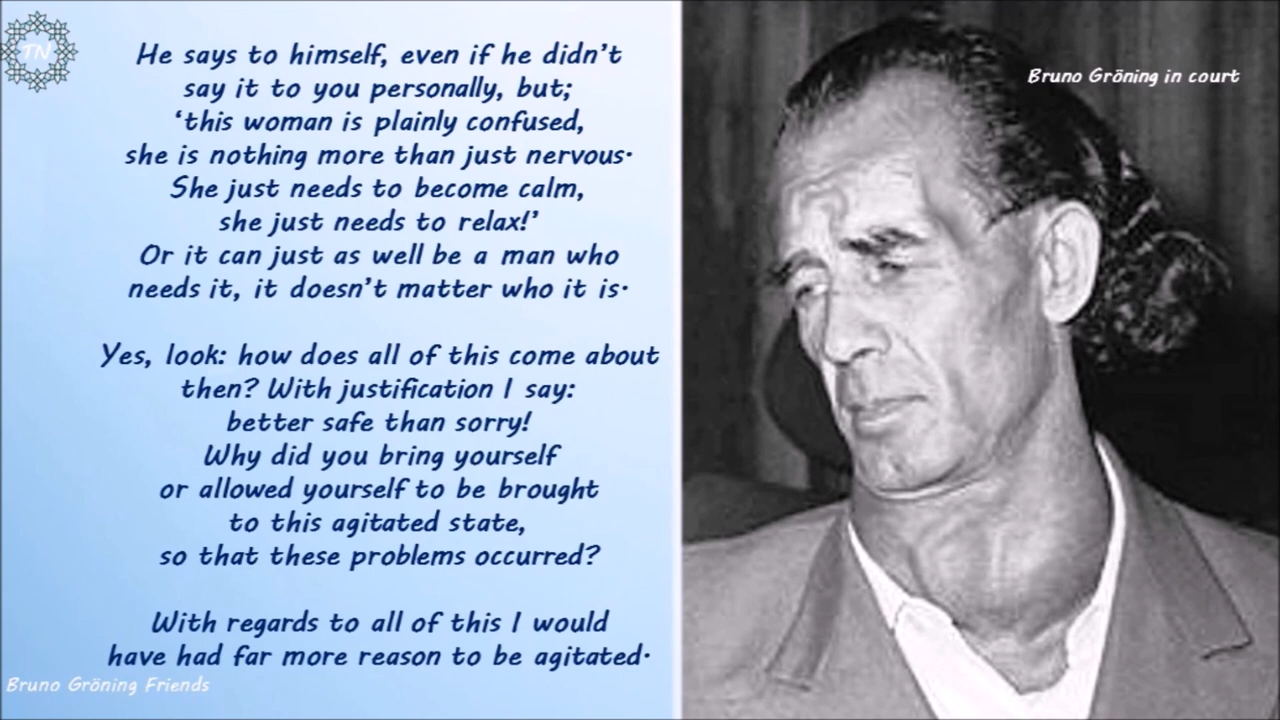 TN
He says to himself, even if he didn't
say it to you personally, but;
'this woman is plainly confused,
she is nothing more than just nervous.
She just needs to become calm,
she just needs to relax!'
Or it can just as well be a man who
needs it, it doesn't matter who it is.
Yes, look: how does all of this come about
then? With justification I say:
better safe than sorry!
Why did you bring yourself
or allowed yourself to be brought
to this agitated state,
so that these problems occurred?
With regards to all of this I would
have had far more reason to be agitated.
Bruno Gröning Friends
Bruno Gröning in court